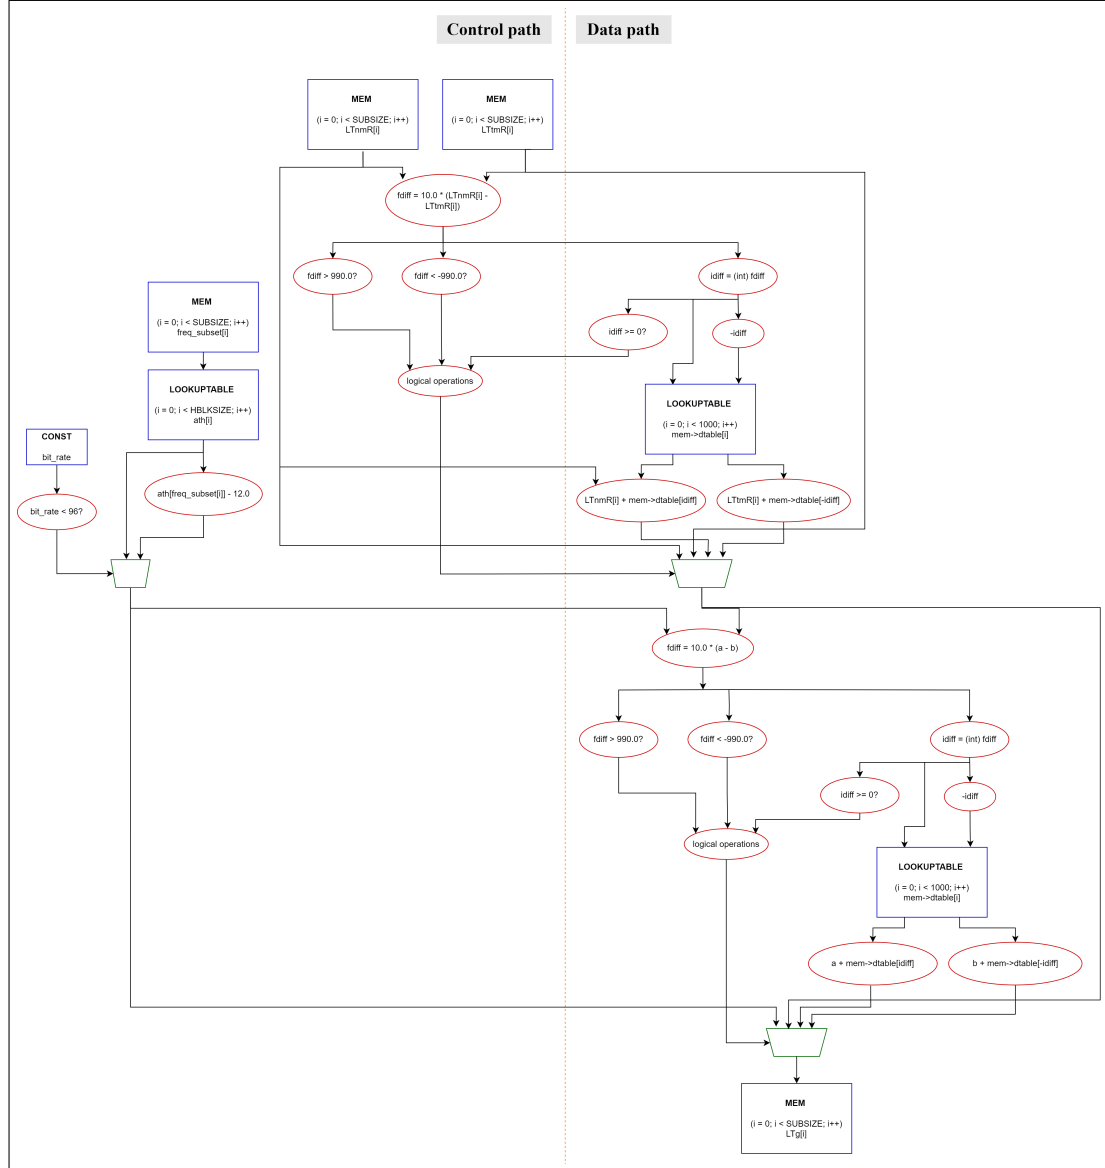 Control path
Data path
MEM
(i = 0; i < SUBSIZE; i++)
LTnmR[i]
MEM
(i = 0; i < SUBSIZE; i++)
LTtmR[i]
fdiff = 10.0 * (LTnmR[i] -
LTtmR[i])
fdiff > 990.0?
fdiff < -990.0?
idiff = (int) fdiff
MEM
(i = 0; i < SUBSIZE; i++)
freq_subset[i]
idiff >= 0?
-idiff
logical operations
LOOKUPTABLE
(i = 0; i < HBLKSIZE; i++)
ath[i]
LOOKUPTABLE
(i = 0; i < 1000; i++)
mem->dtable[i]
CONST
bit_rate
ath[freq_subset[i]] - 12.0
LTnmR[i] + mem->dtable[idiff]
LTtmR[i] + mem->dtable[-idiff]
bit_rate < 96?
fdiff = 10.0 * (a - b)
fdiff > 990.0?
fdiff < -990.0?
idiff = (int) fdiff
idiff >= 0?
-idiff
logical operations
LOOKUPTABLE
(i = 0; i < 1000; i++)
mem->dtable[i]
a + mem->dtable[idiff]
b + mem->dtable[-idiff]
MEM
(i = 0; i < SUBSIZE; i++)
LTg[i]